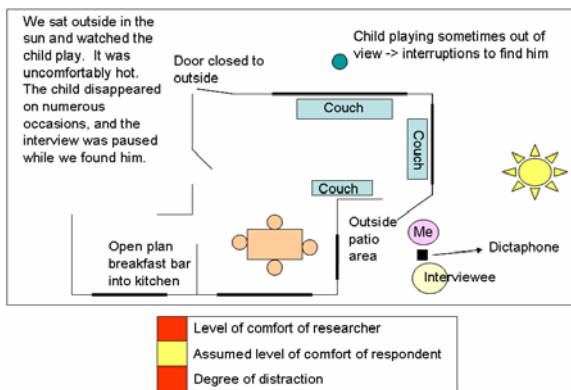 We sat outside in the
sun and watched the
child play.  It was
uncomfortably hot.
The child disappeared
on numerous
occasions, and the
interview was paused
while we found him.
Door closed to
outside
Child playing sometimes out of
view -> interruptions to find him
Couch
Couch
Couch
Outside
patio
area
Me
Dictaphone
Interviewee
Open plan
breakfast bar
into kitchen
Level of comfort of researcher
Assumed level of comfort of respondent
Degree of distraction